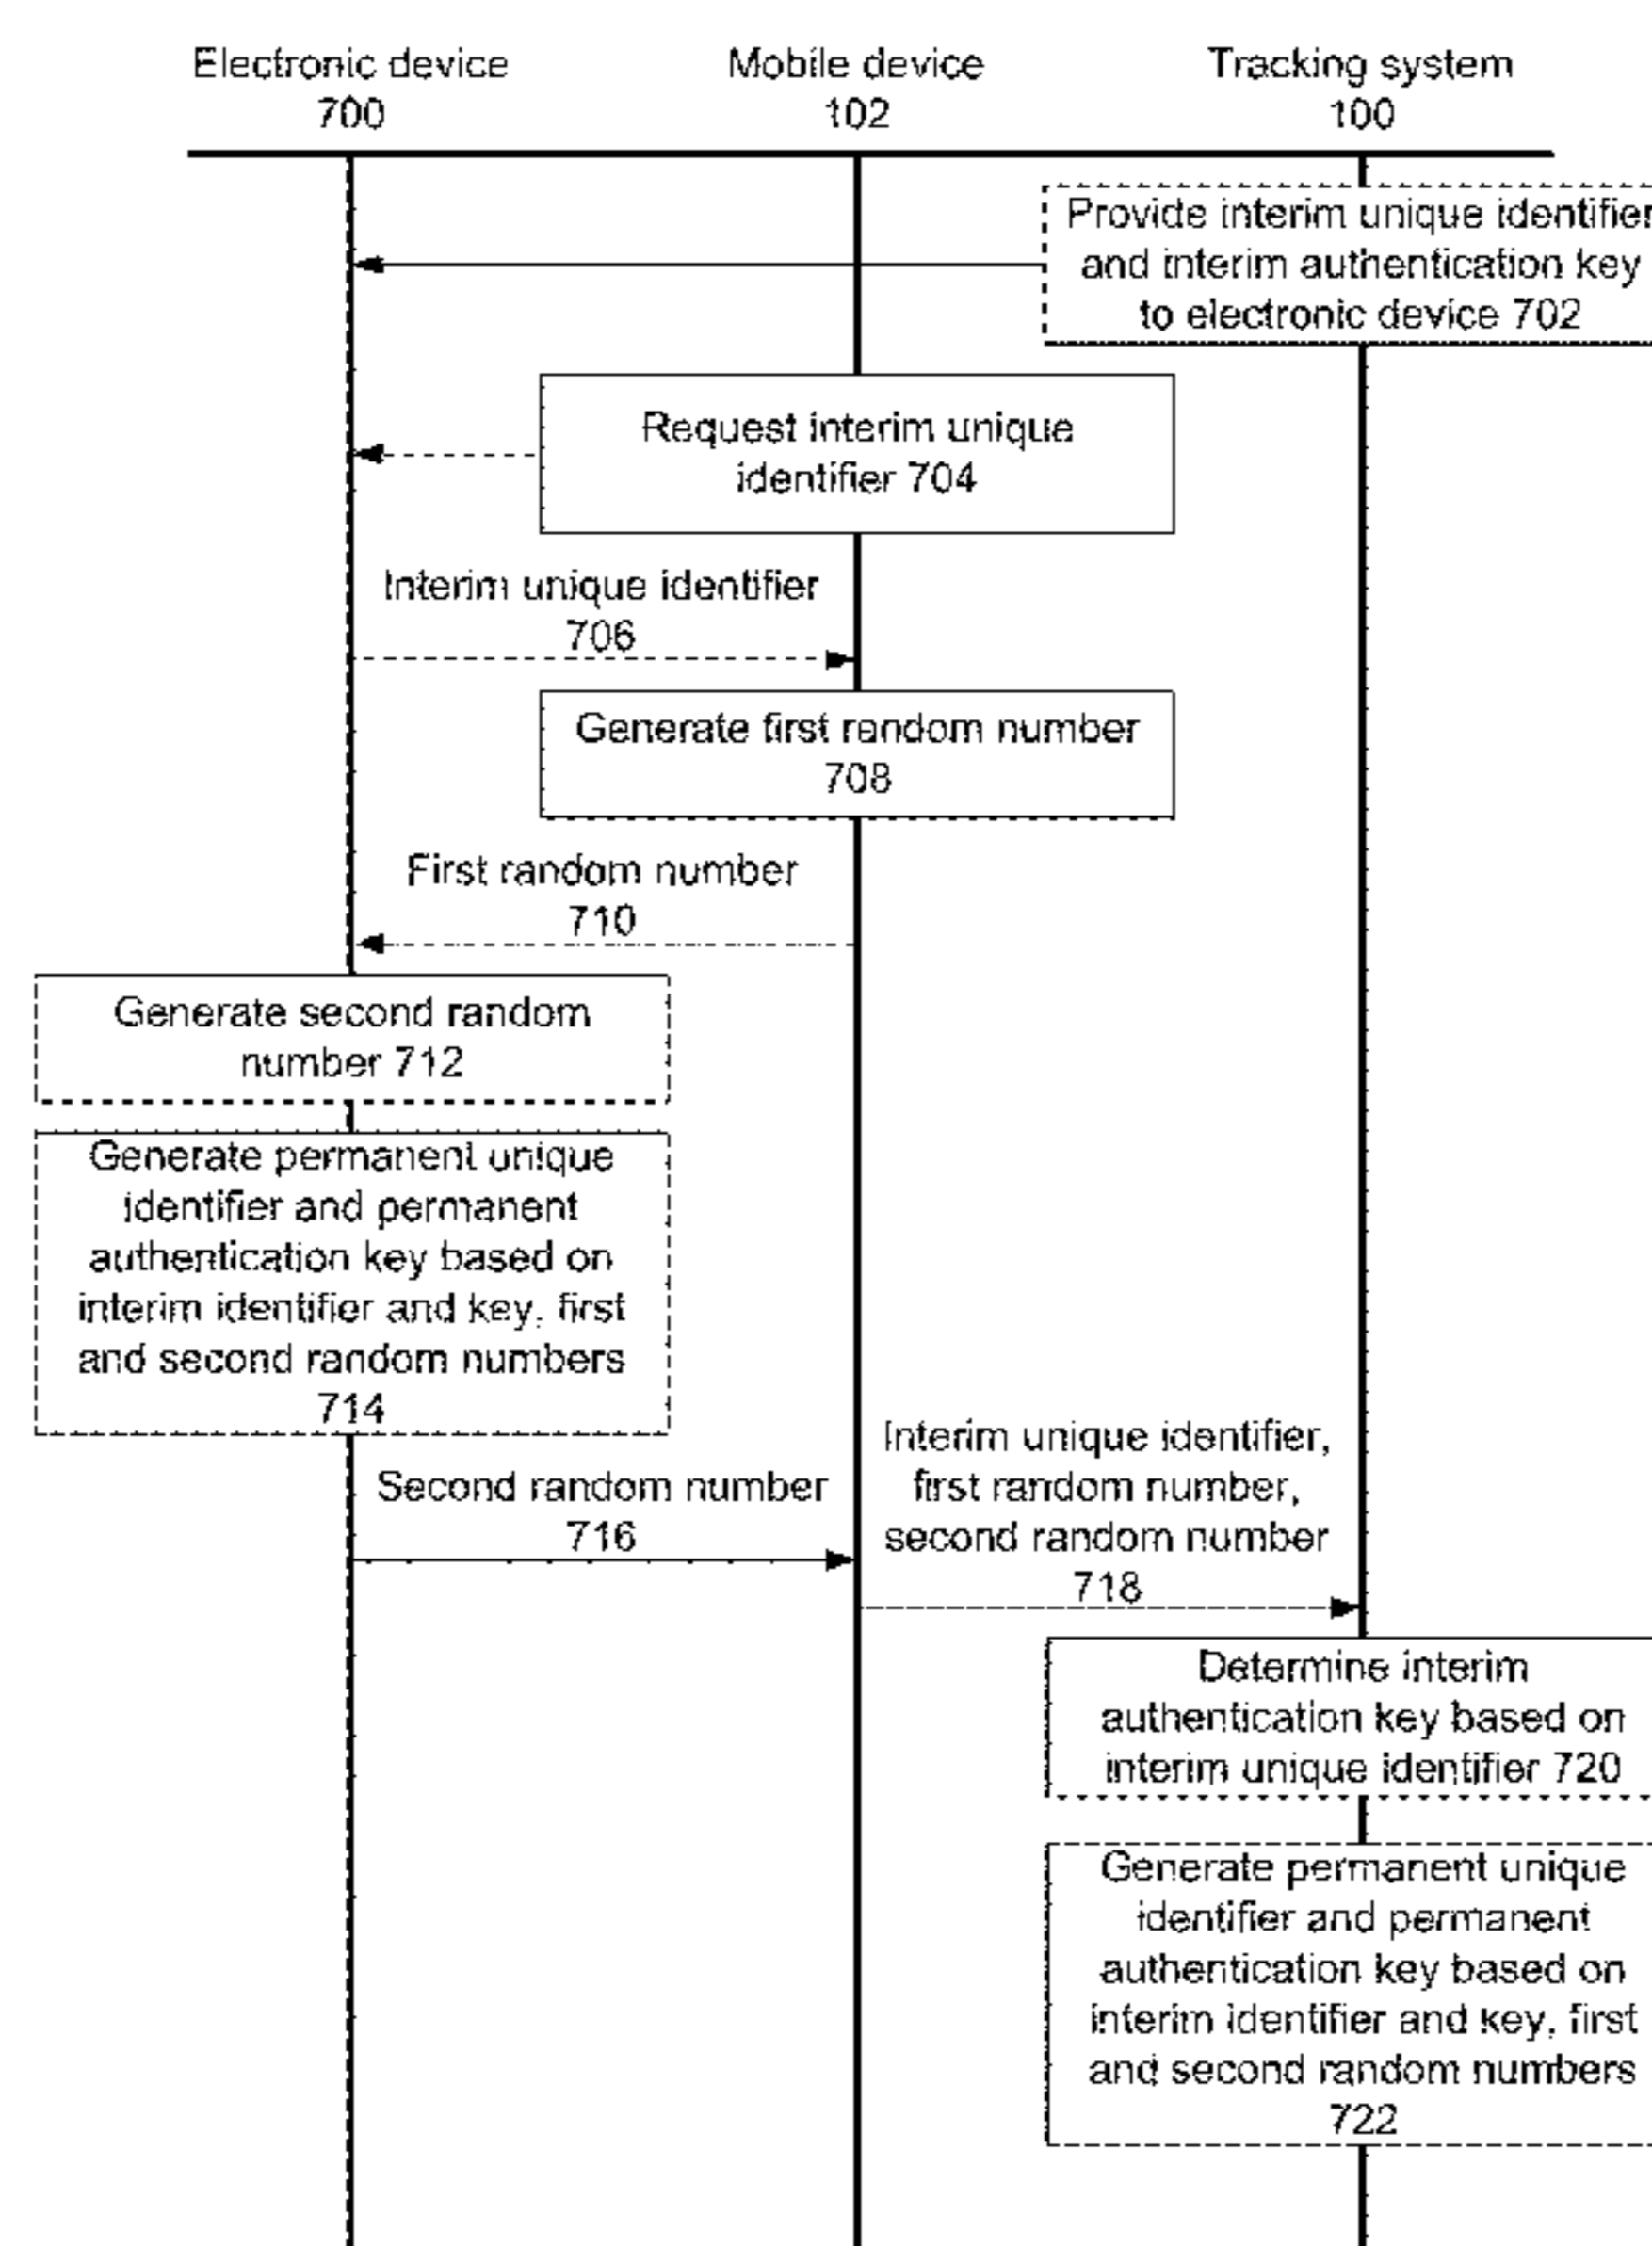 Electronic device
700
Mobile device
102
Tracking system
100
Provide interim unique identifier
and interim authentication key
to electronic device 702
Request interim unique
identifier 704
Interim unique identifier
706
Generate first random number
708
First random number
710
Generate second random
number 712
Generate permanent unique
identifier and permanent
authentication key based on
interim identifier and key, first
and second random numbers
714
Second random number
716
Interim unique identifier,
first random number,
second random number
718
Determine interim
authentication key based on
interim unique identifier 720
Generate permanent unique
identifier and permanent
authentication key based on
interim identifier and key, first
and second random numbers
722